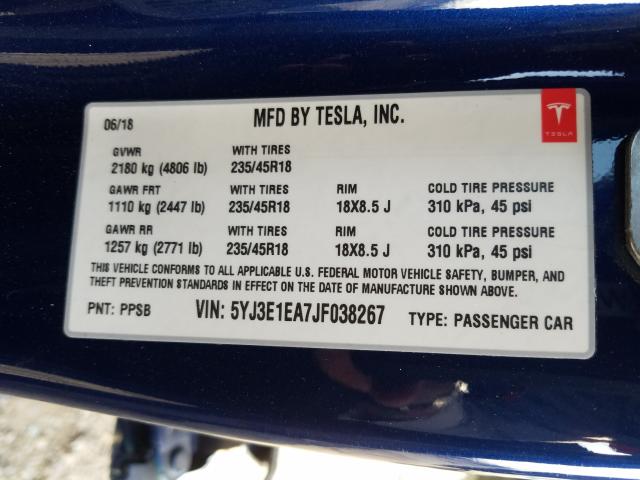 06/18 MFD BY TESLA, INC.
TESLA
GVWR WITH TIRES
2180 kg (4806 lb) 235/45R18
GAWR FRT WITH TIRES RIM COLD TIRE PRESSURE
1110 kg (2447 lb) 235/45R18 18X8.5 J 310 kPa, 45 psi
GAWR RR WITH TIRES RIM COLD TIRE PRESSURE
1257 kg (2771 lb) 235/45R18 18X8.5 J 310 kPa, 45 psi
THIS VEHICLE CONFORMS TO ALL APPLICABLE U.S. FEDERAL MOTOR VEHICLE SAFETY, BUMPER, AND
THEFT PREVENTION STANDARDS IN EFFECT ON THE DATE OF MANUFACTURE SHOWN ABOVE.
PNT: PPSB VIN: 5YJ3E1EA7JF038267 TYPE: PASSENGER CAR